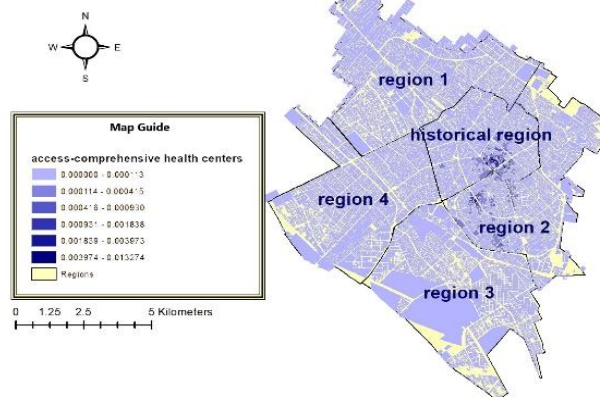 N
W E
S
region 1
historical region
region 4
region 2
region 3
Map Guide
access-comprehensive health centers
0.000000 - 0.000113
0.000114 - 0.000415
0.000416 - 0.000930
0.000931 - 0.001838
0.001839 - 0.003973
0.003974 - 0.013274
Regions
0 1.25 2.5 5 Kilometers